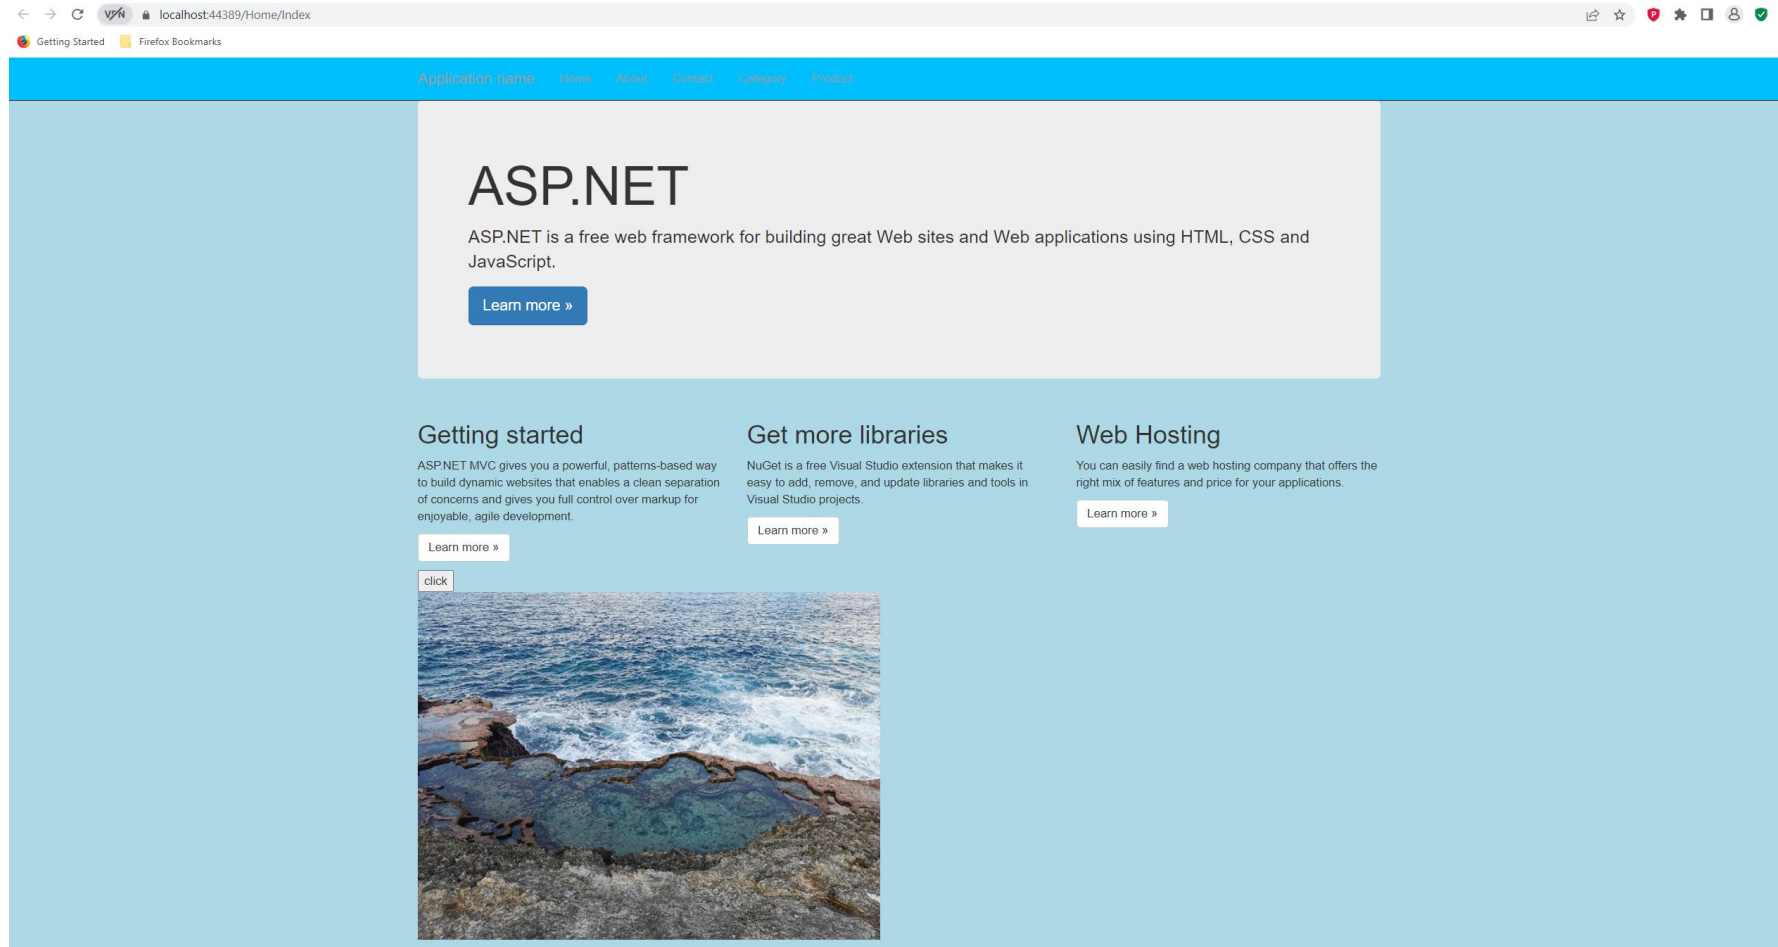 VPN
localhost:44389/Home/Index
Getting Started Firefox Bookmarks
Application name Home About Contact Category Product
ASP.NET
ASP.NET is a free web framework for building great Web sites and Web applications using HTML, CSS and
JavaScript.
Learn more »
Getting started
ASP.NET MVC gives you a powerful, patterns-based way
to build dynamic websites that enables a clean separation
of concerns and gives you full control over markup for
enjoyable, agile development.
Learn more »
click
Get more libraries
NuGet is a free Visual Studio extension that makes it
easy to add, remove, and update libraries and tools in
Visual Studio projects.
Learn more »
Web Hosting
You can easily find a web hosting company that offers the
right mix of features and price for your applications.
Learn more »